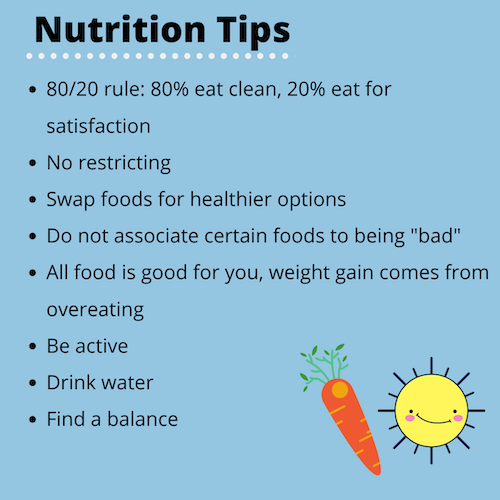 Nutrition Tips
• 80/20 rule: 80% eat clean, 20% eat for
satisfaction
• No restricting
• Swap foods for healthier options
• Do not associate certain foods to being "bad"
• All food is good for you, weight gain comes from
overeating
• Be active
• Drink water
• Find a balance